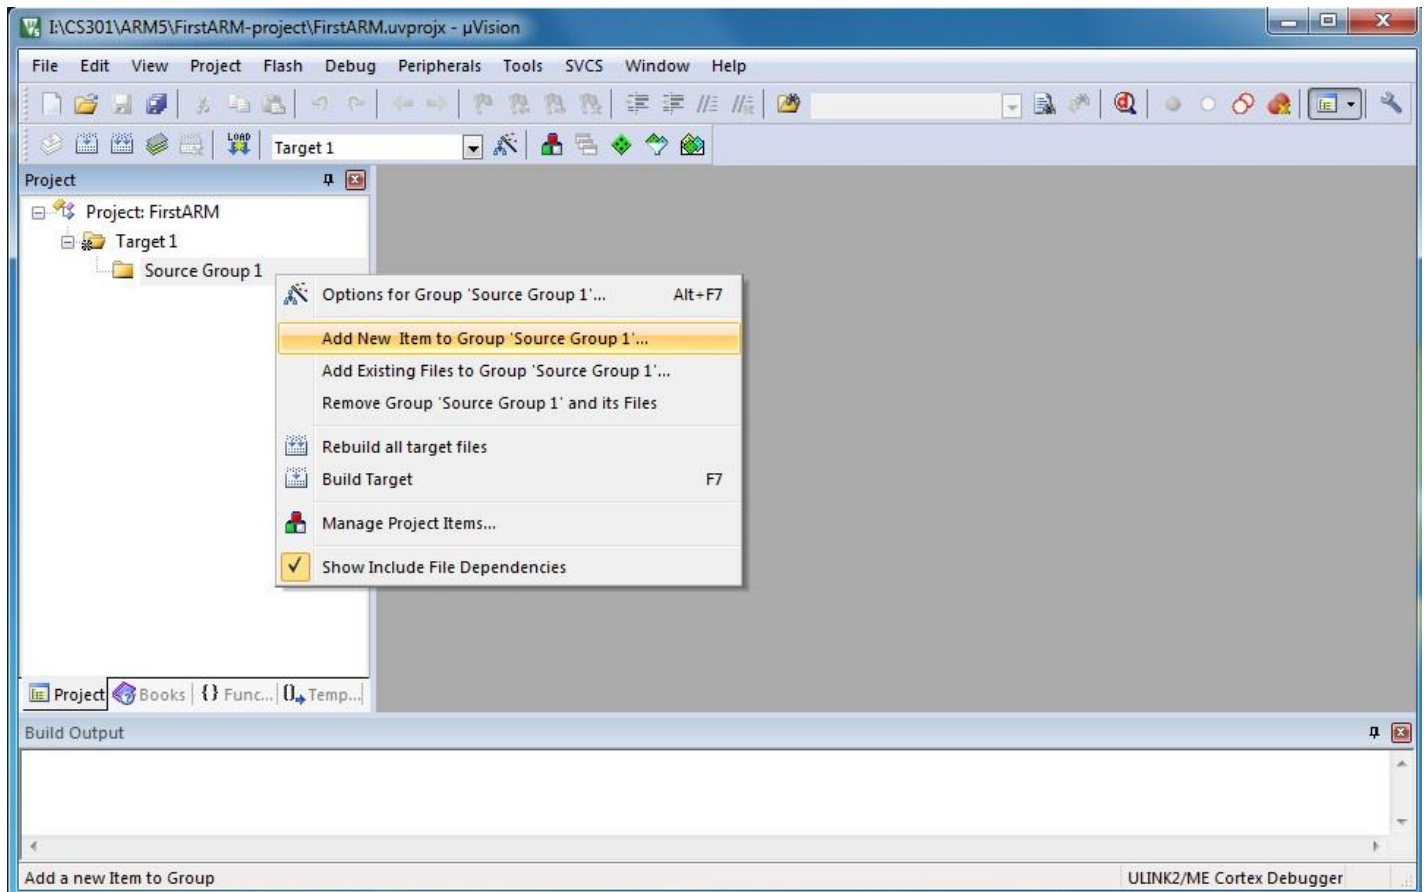 I:\CS301\ARM5\FirstARM-project\FirstARM.uvprojx - µVision
File Edit View Project Flash Debug Peripherals Tools SVCS Window Help
LOAD Target 1
Project
Project: FirstARM
Target 1
Source Group 1
Options for Group 'Source Group 1'... Alt+F7
Add New Item to Group 'Source Group 1'...
Add Existing Files to Group 'Source Group 1'...
Remove Group 'Source Group 1' and its Files
Rebuild all target files
Build Target F7
Manage Project Items...
Show Include File Dependencies
Project Books {} Func... Temp...
Build Output
Add a new Item to Group ULINK2/ME Cortex Debugger